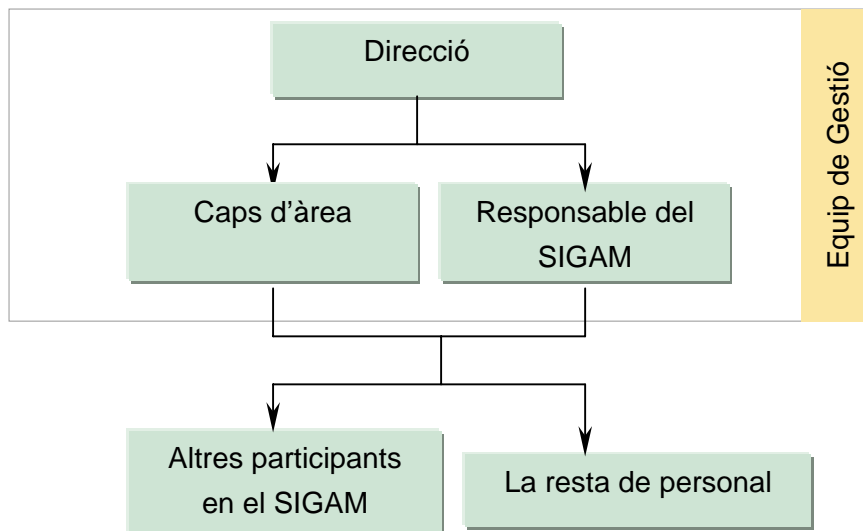 Direcció
Equip de Gestió
Caps d’àrea
Responsable del
SIGAM
Altres participants
en el SIGAM
La resta de personal